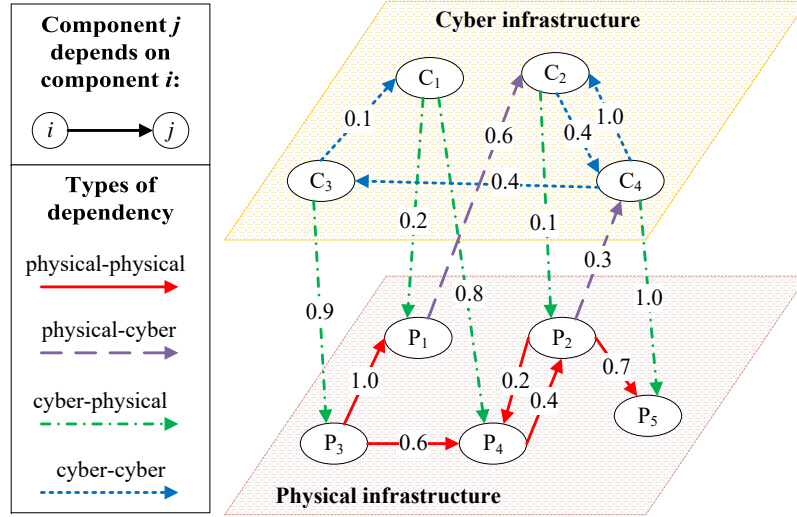 Component j
depends on
component i:
i
j
Types of
dependency
physical-physical
physical-cyber
cyber-physical
cyber-cyber
Cyber infrastructure
C1
C2
0.1
0.6
0.4
1.0
C3
0.4
C4
0.2
0.1
0.3
0.9
0.8
1.0
P1
P2
1.0
0.2
0.4
0.7
P5
P3
0.6
P4
Physical infrastructure